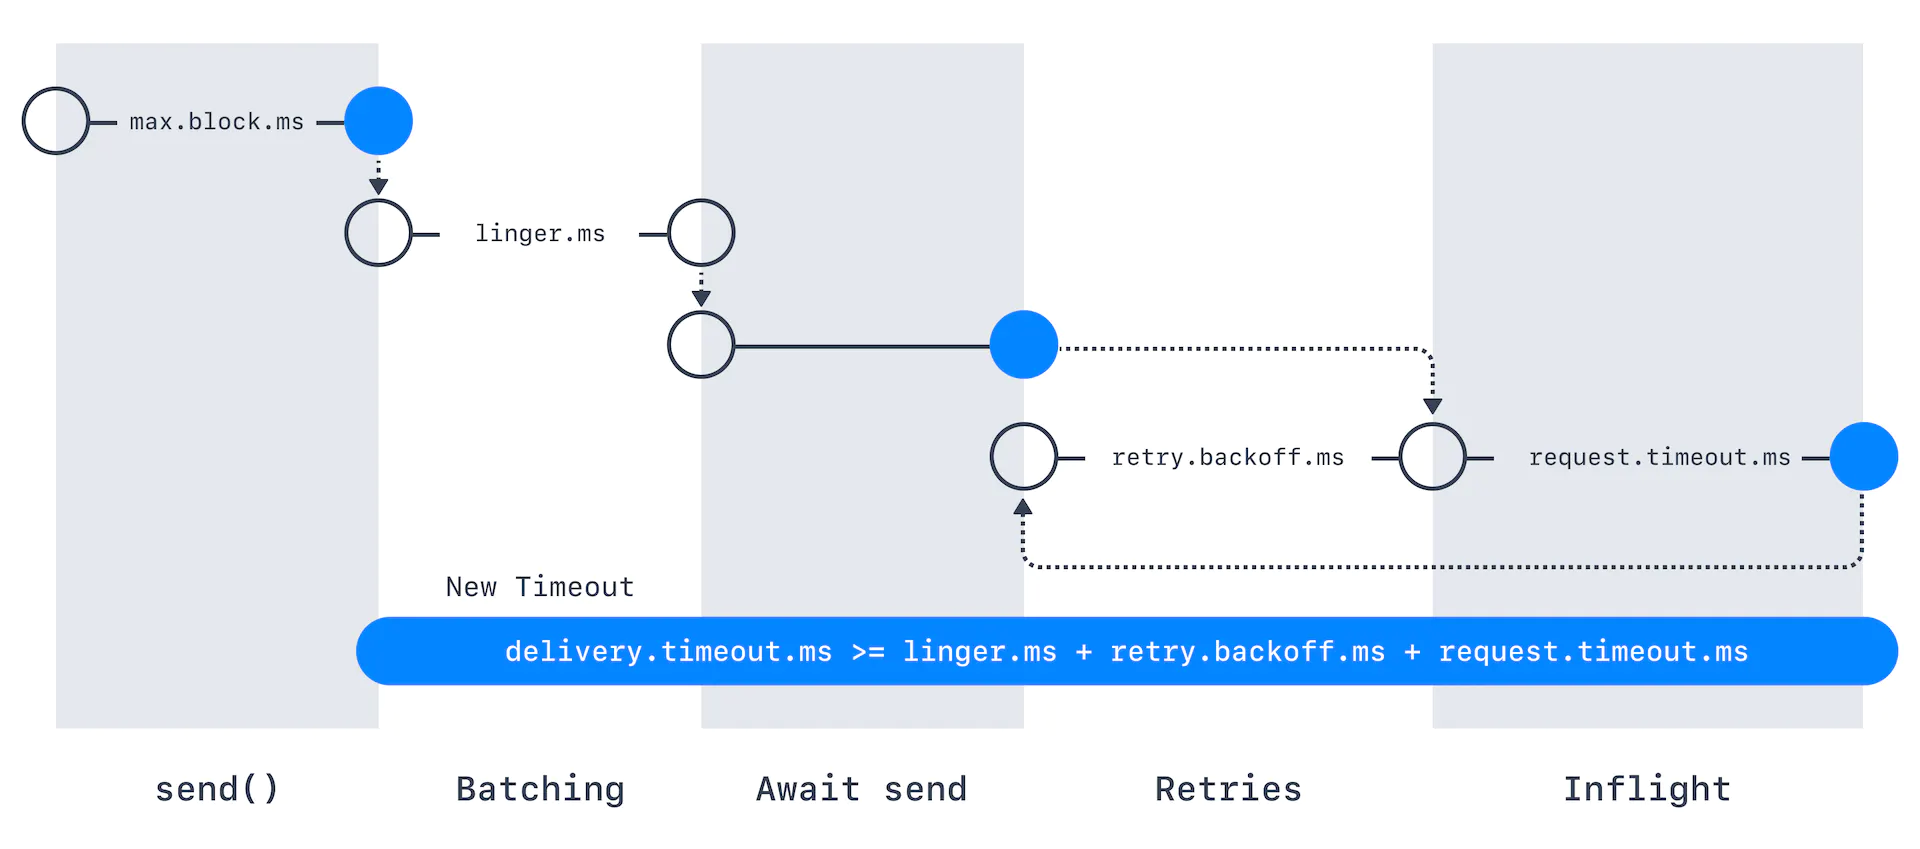 max.block.ms
linger.ms
retry.backoff.ms
request.timeout.ms
New Timeout
delivery.timeout.ms >= linger.ms + retry.backoff.ms + request.timeout.ms
send()
Batching
Await send
Retries
Inflight